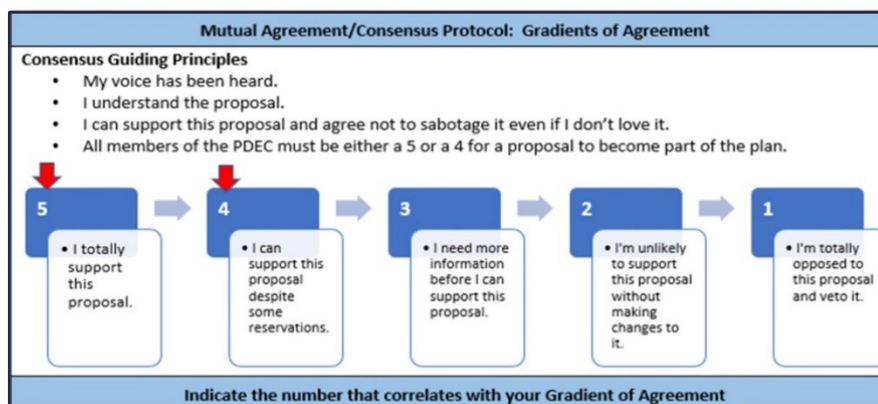 Mutual Agreement/Consensus Protocol: Gradients of Agreement
Consensus Guiding Principles
• My voice has been heard.
• I understand the proposal.
• I can support this proposal and agree not to sabotage it even if I don't love it.
• All members of the PDEC must be either a 5 or a 4 for a proposal to become part of the plan.
5
• I totally
support
this
proposal.
4
• I can
support this
proposal
despite
some
reservations.
3
• I need more
information
before I can
support this
proposal.
2
• I'm unlikely
to support
this proposal
without
making
changes to
it.
1
• I'm totally
opposed to
this proposal
and veto it.
Indicate the number that correlates with your Gradient of Agreement